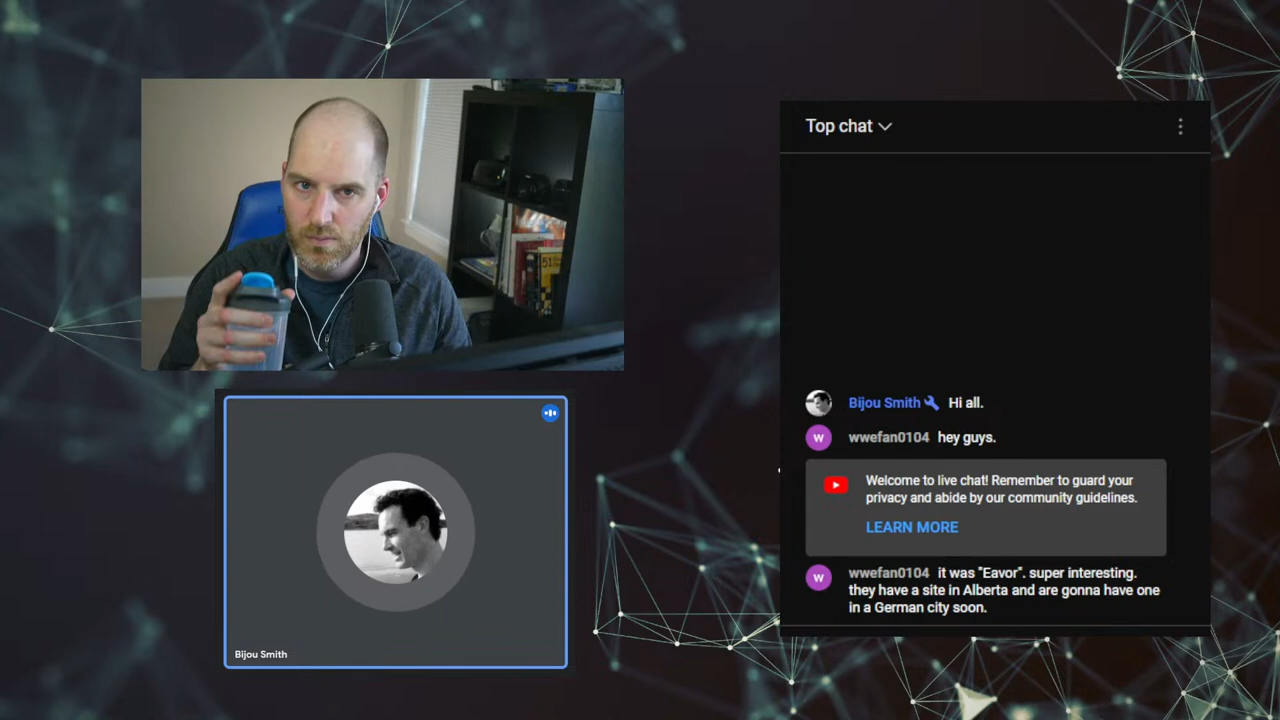 Top chat
Bijou Smith Hi all.
wwefan0104 hey guys.
Welcome to live chat! Remember to guard your
privacy and abide by our community guidelines.
LEARN MORE
wwefan0104 it was "Eavor". super interesting.
they have a site in Alberta and are gonna have one
in a German city soon.
Bijou Smith
W
W
51